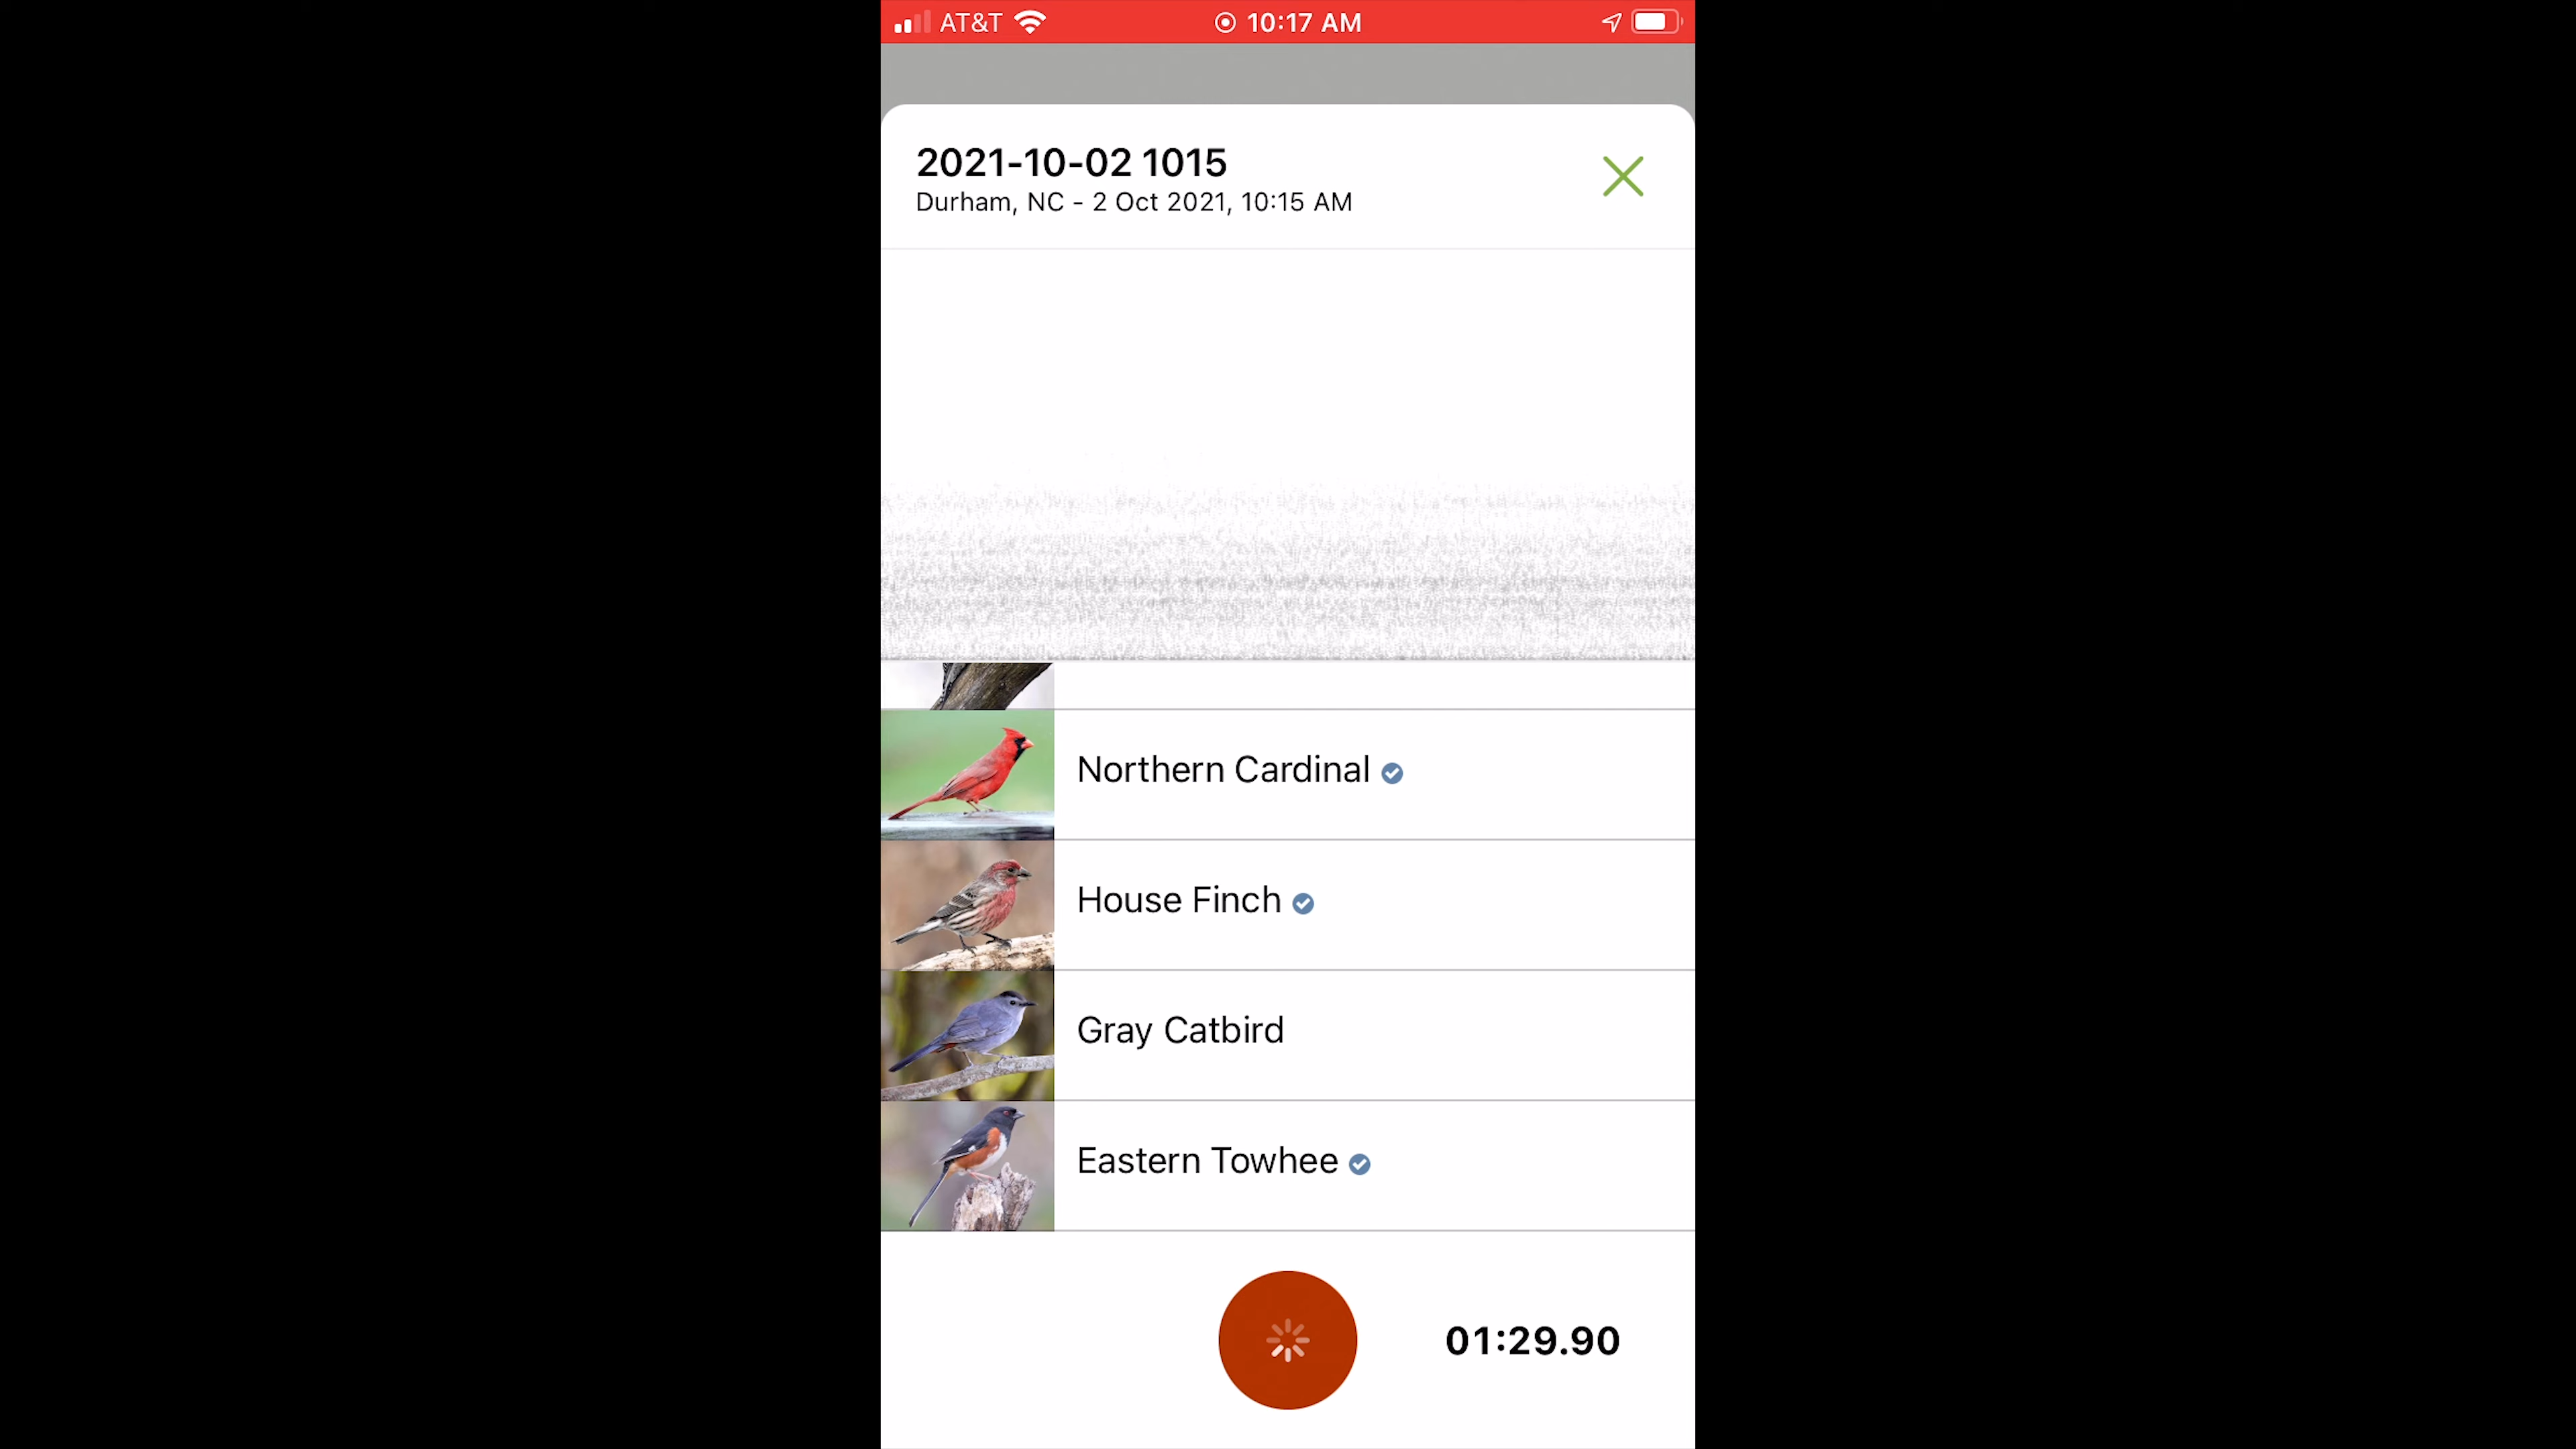 AT&T 10:17 AM
2021-10-02 1015
Durham, NC - 2 Oct 2021, 10:15 AM
Northern Cardinal
House Finch
Gray Catbird
Eastern Towhee
01:29.90